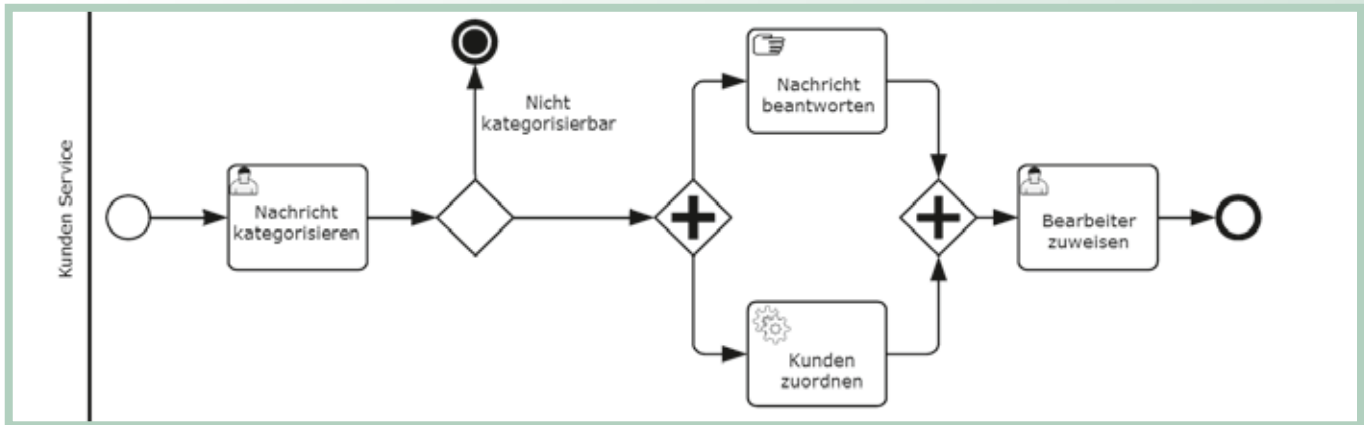 Kunden Service
Nachricht
kategorisieren
Nicht
kategorisierbar
Nachricht
beantworten
Kunden
zuordnen
Bearbeiter
zuweisen